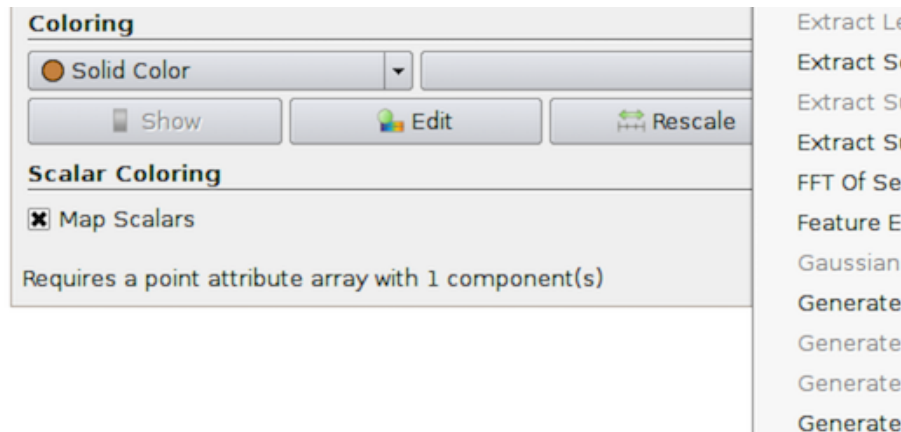 Coloring
Solid Color
Show Edit Rescale
Scalar Coloring
Map Scalars
Requires a point attribute array with 1 component(s)
Extract Le
Extract Se
Extract Su
Extract Su
FFT Of Se
Feature E
Gaussian
Generate
Generate
Generate
Generate